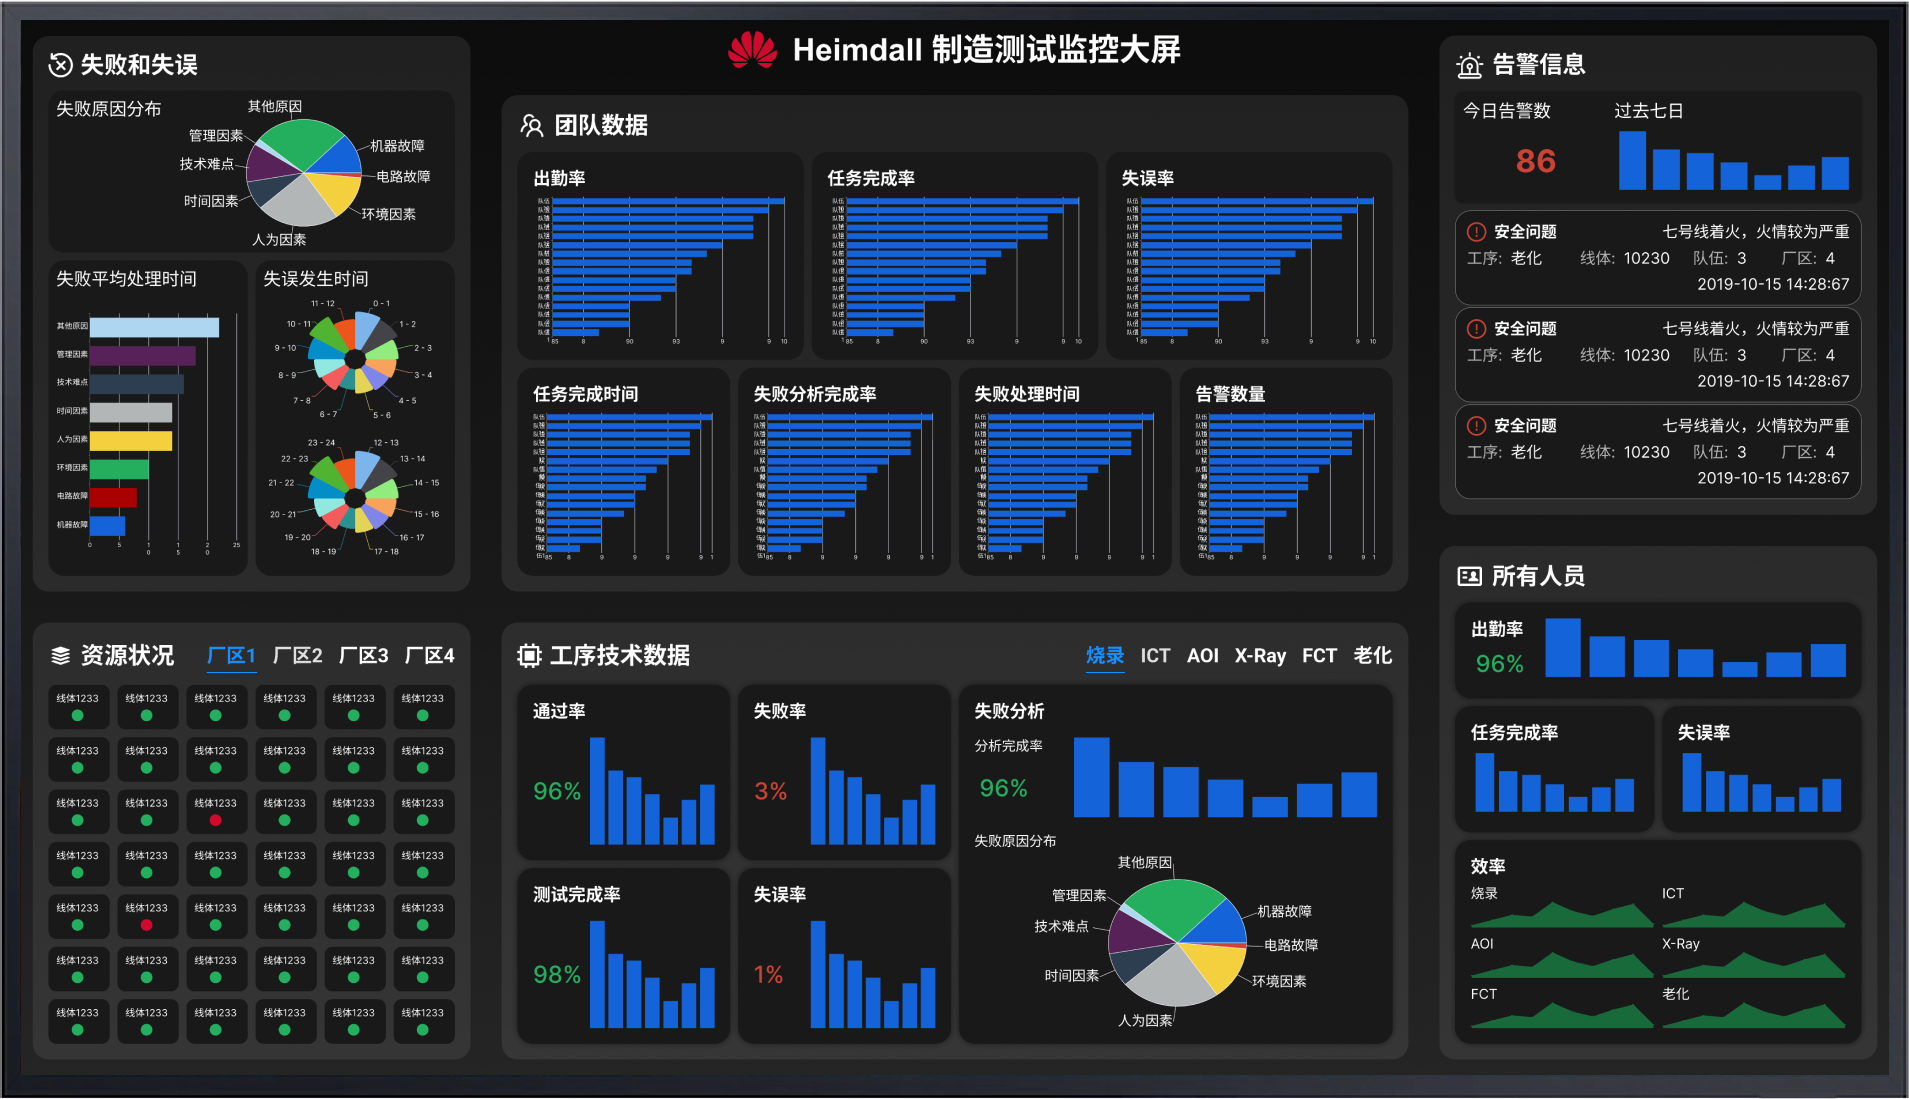 Heimdall 制造测试监控大屏
失败和失误
失败原因分布
其他原因
管理因素
机器故障
技术难点
电路故障
时间因素
环境因素
人为因素
失败平均处理时间
其他原因
管理因素
技术难点
时间因素
人为因素
环境因素
电路故障
机器故障
失误发生时间
11 - 12
0 - 1
10 - 11
1 - 2
9 - 10
2 - 3
8 - 9
3 - 4
7 - 8
4 - 5
6 - 7
5 - 6
23 - 24
12 - 13
22 - 23
13 - 14
21 - 22
14 - 15
20 - 21
15 - 16
19 - 20
16 - 17
18 - 19
17 - 18
团队数据
出勤率
任务完成率
失误率
任务完成时间
失败分析完成率
失败处理时间
告警数量
告警信息
今日告警数
过去七日
86
安全问题 七号线着火，火情较为严重
工序: 老化 线体: 10230 队伍: 3 厂区: 4
2019-10-15 14:28:67
安全问题 七号线着火，火情较为严重
工序: 老化 线体: 10230 队伍: 3 厂区: 4
2019-10-15 14:28:67
安全问题 七号线着火，火情较为严重
工序: 老化 线体: 10230 队伍: 3 厂区: 4
2019-10-15 14:28:67
资源状况 厂区1 厂区2 厂区3 厂区4
线体1233 线体1233 线体1233 线体1233 线体1233 线体1233
线体1233 线体1233 线体1233 线体1233 线体1233 线体1233
线体1233 线体1233 线体1233 线体1233 线体1233 线体1233
线体1233 线体1233 线体1233 线体1233 线体1233 线体1233
线体1233 线体1233 线体1233 线体1233 线体1233 线体1233
线体1233 线体1233 线体1233 线体1233 线体1233 线体1233
线体1233 线体1233 线体1233 线体1233 线体1233 线体1233
工序技术数据 烧录 ICT AOI X-Ray FCT 老化
通过率
96%
失败率
3%
测试完成率
98%
失误率
1%
失败分析
分析完成率
96%
失败原因分布
其他原因
管理因素
机器故障
技术难点
电路故障
时间因素
环境因素
人为因素
所有人员
出勤率
96%
任务完成率
失误率
效率
烧录 ICT
AOI X-Ray
FCT 老化